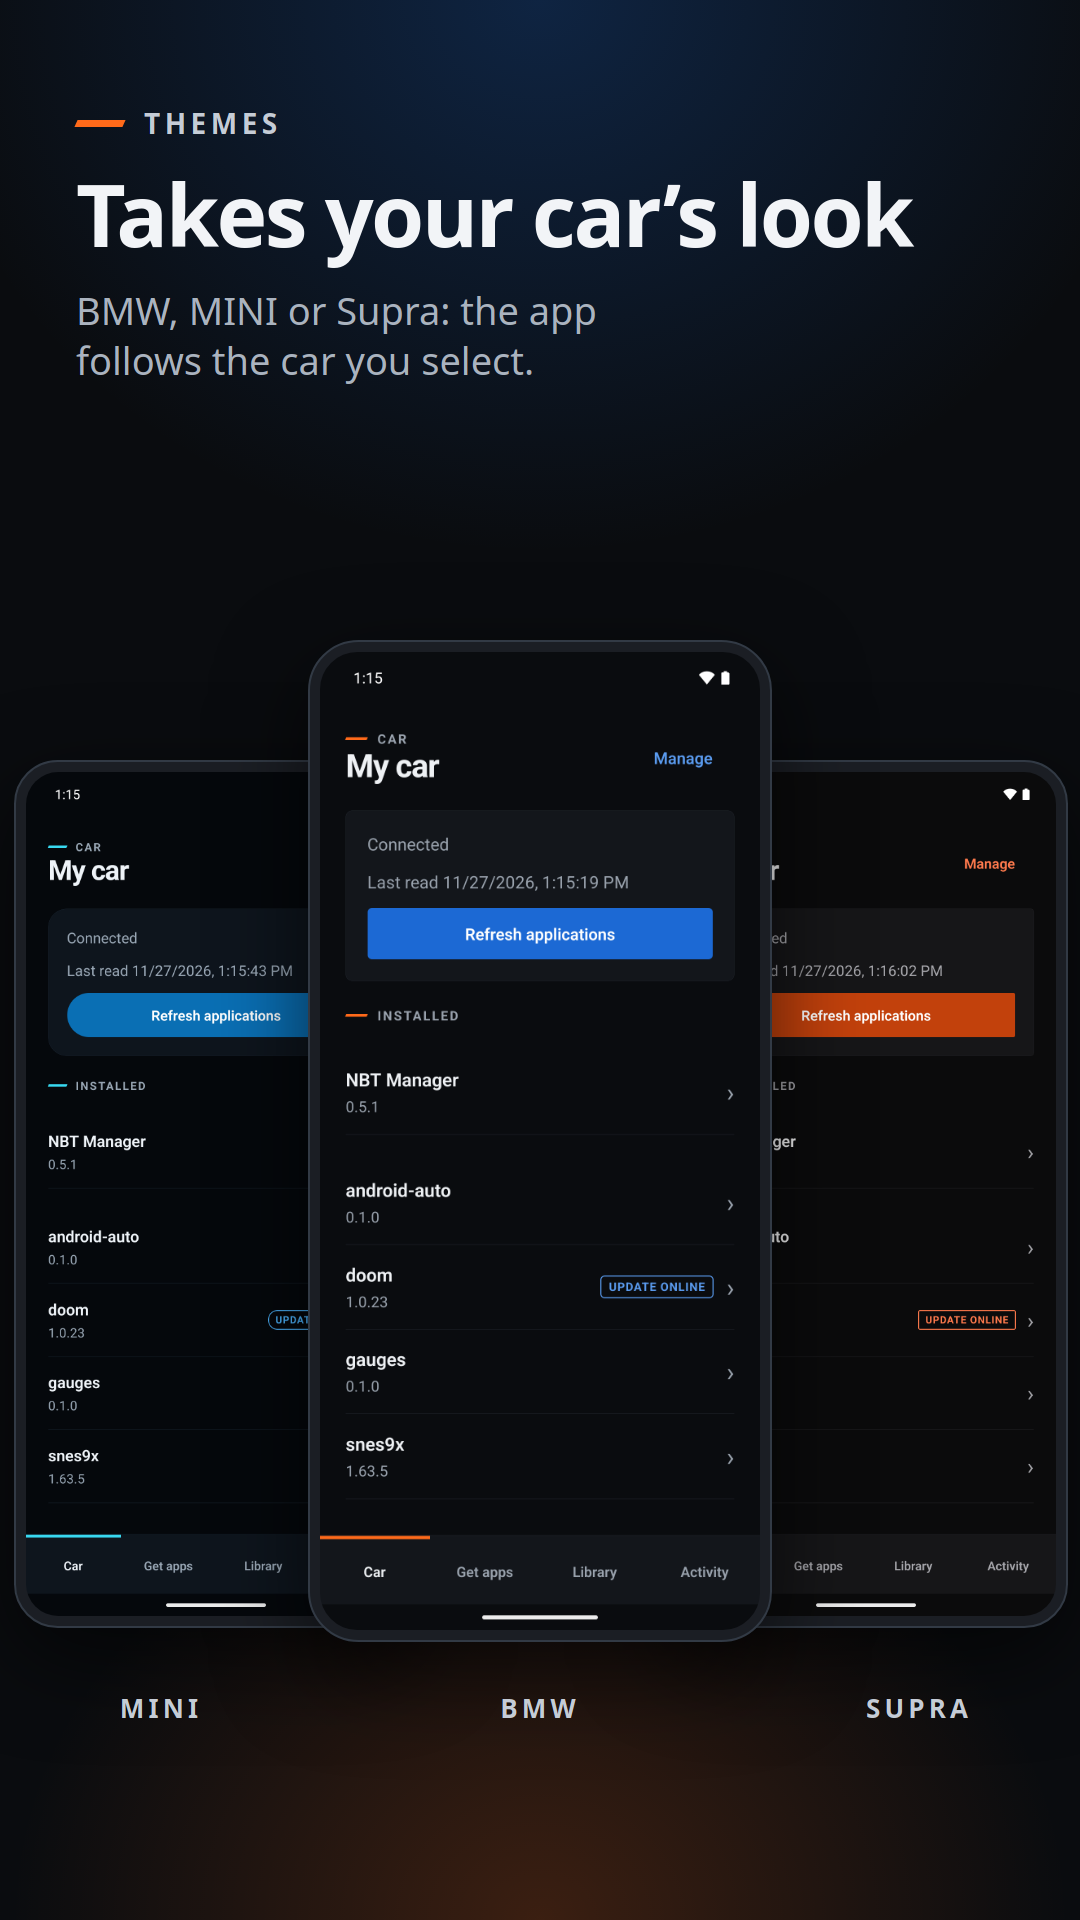 THEMES
Takes your car’s look
BMW, MINI or Supra: the app
follows the car you select.
1:15
CAR
My car
Connected
Last read 11/27/2026, 1:15:43 PM
Refresh applications
INSTALLED
NBT Manager
0.5.1
android-auto
0.1.0
doom
1.0.23
UPDAT
gauges
0.1.0
snes9x
1.63.5
Car
Get apps
Library
1:15
CAR
My car
Manage
Connected
Last read 11/27/2026, 1:15:19 PM
Refresh applications
INSTALLED
NBT Manager
0.5.1
android-auto
0.1.0
doom
1.0.23
UPDATE ONLINE
gauges
0.1.0
snes9x
1.63.5
Car
Get apps
Library
Activity
r
Manage
ed
d 11/27/2026, 1:16:02 PM
Refresh applications
LED
ger
uto
UPDATE ONLINE
Get apps
Library
Activity
MINI
BMW
SUPRA